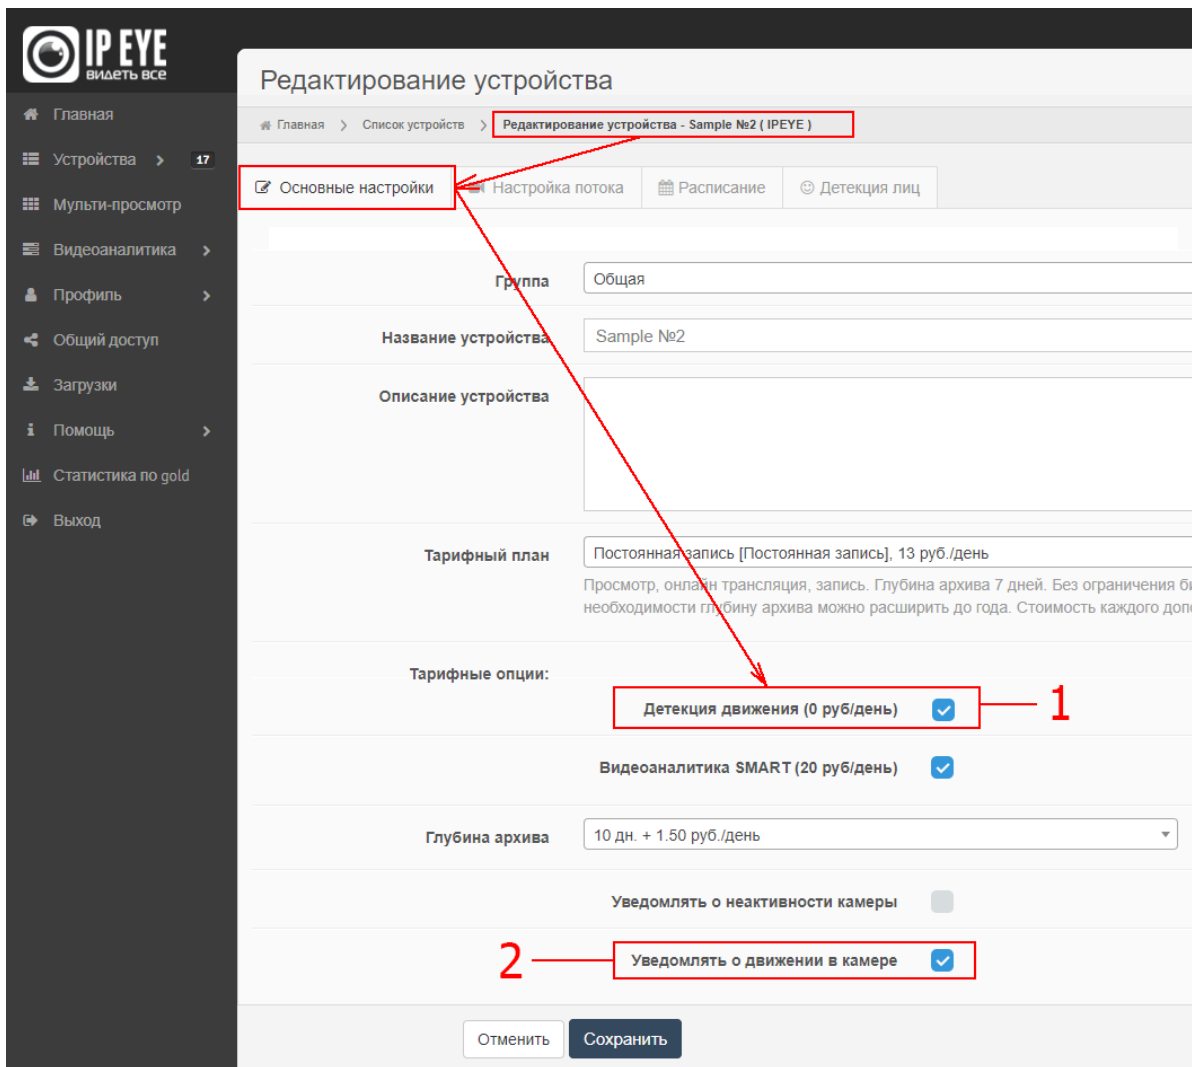 IP EYE
видеть все
Главная
Устройства 17
Мульти-просмотр
Видеоаналитика
Профиль
Общий доступ
Загрузки
Помощь
Статистика по gold
Выход
Редактирование устройства
Главная > Список устройств > Редактирование устройства - Sample №2 ( IPEYE )
Основные настройки Настройка потока Расписание Детекция лиц
Группа Общая
Название устройства Sample №2
Описание устройства
Тарифный план Постоянная запись [Постоянная запись], 13 руб./день
Просмотр, онлайн трансляция, запись. Глубина архива 7 дней. Без ограничения
необходимости глубину архива можно расширить до года. Стоимость каждого
Тарифные опции:
Детекция движения (0 руб/день) 1
Видеоаналитика SMART (20 руб/день)
Глубина архива 10 дн. + 1.50 руб./день
Уведомлять о неактивности камеры
2 Уведомлять о движении в камере
Отменить Сохранить